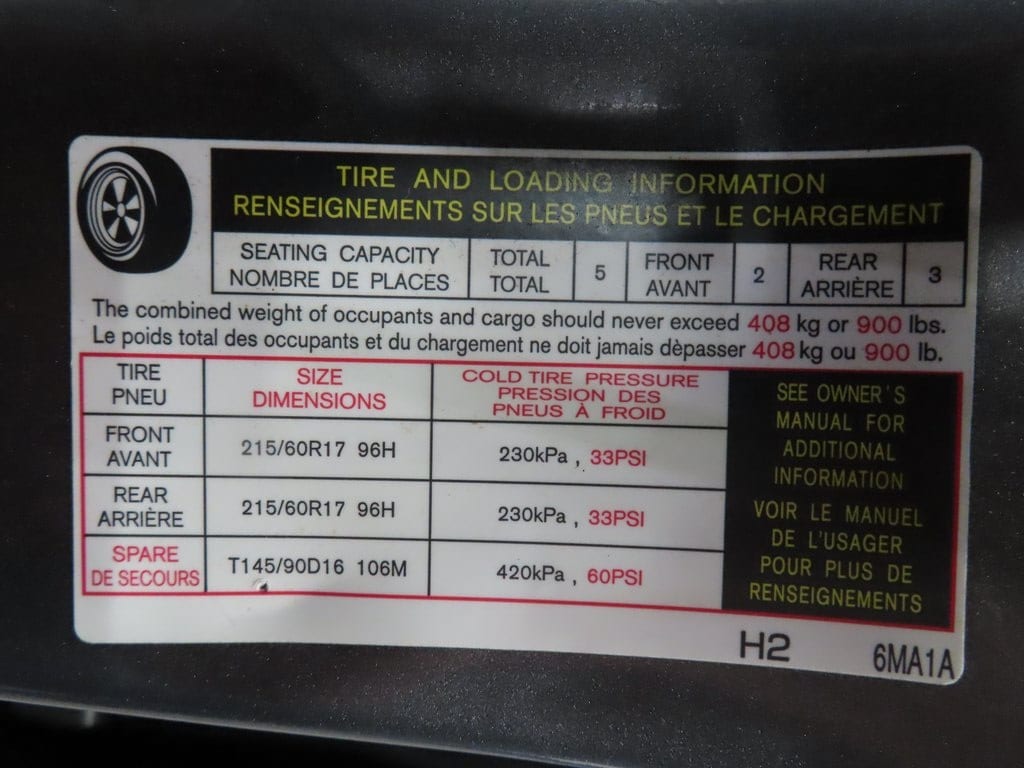 TIRE AND LOADING INFORMATION
RENSEIGNEMENTS SUR LES PNEUS ET LE CHARGEMENT
SEATING CAPACITY
NOMBRE DE PLACES
TOTAL
TOTAL
5
FRONT
AVANT
2
REAR
ARRIÈRE
3
The combined weight of occupants and cargo should never exceed 408 kg or 900 lbs.
Le poids total des occupants et du chargement ne doit jamais dèpasser 408 kg ou 900 lb.
TIRE
PNEU
SIZE
DIMENSIONS
COLD TIRE PRESSURE
PRESSION DES
PNEUS À FROID
FRONT
AVANT
215/60R17 96H
230kPa , 33PSI
REAR
ARRIÈRE
215/60R17 96H
230kPa , 33PSI
SPARE
DE SECOURS
T145/90D16 106M
420kPa , 60PSI
SEE OWNER'S
MANUAL FOR
ADDITIONAL
INFORMATION
VOIR LE MANUEL
DE L'USAGER
POUR PLUS DE
RENSEIGNEMENTS
H2
6MA1A